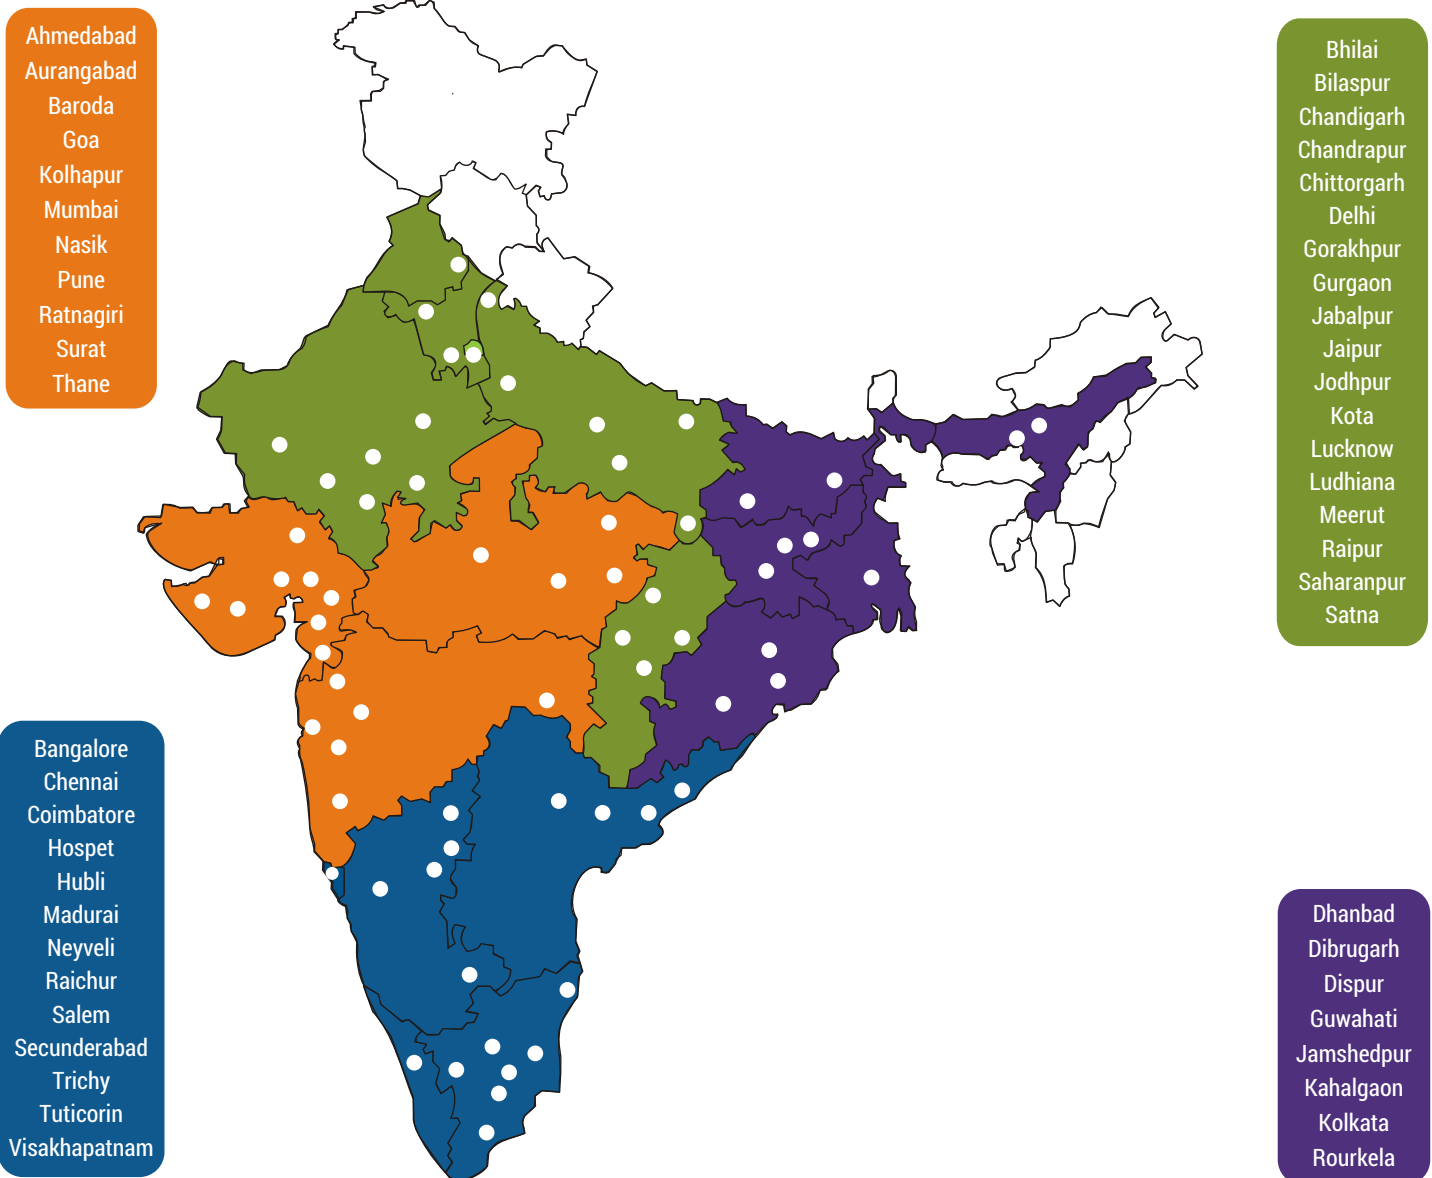 Ahmedabad
Aurangabad
Baroda
Goa
Kolhapur
Mumbai
Nasik
Pune
Ratnagiri
Surat
Thane
Bhilai
Bilaspur
Chandigarh
Chandrapur
Chittorgarh
Delhi
Gorakhpur
Gurgaon
Jabalpur
Jaipur
Jodhpur
Kota
Lucknow
Ludhiana
Meerut
Raipur
Saharanpur
Satna
Bangalore
Chennai
Coimbatore
Hospet
Hubli
Madurai
Neyveli
Raichur
Salem
Secunderabad
Trichy
Tuticorin
Visakhapatnam
Dhanbad
Dibrugarh
Dispur
Guwahati
Jamshedpur
Kahalgaon
Kolkata
Rourkela